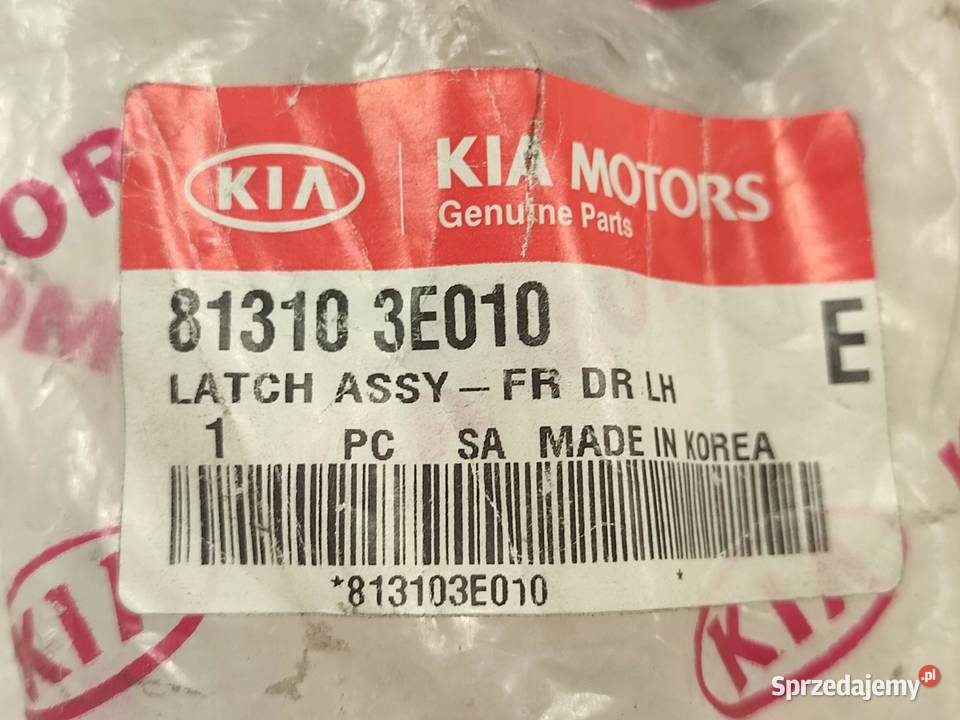 KIA
KIA MOTORS
Genuine Parts
81310 3E010
E
LATCH ASSY – FR DR LH
1 PC SA MADE IN KOREA
*813103E010 *
KIA
KIA
Sprzedajemy.pl